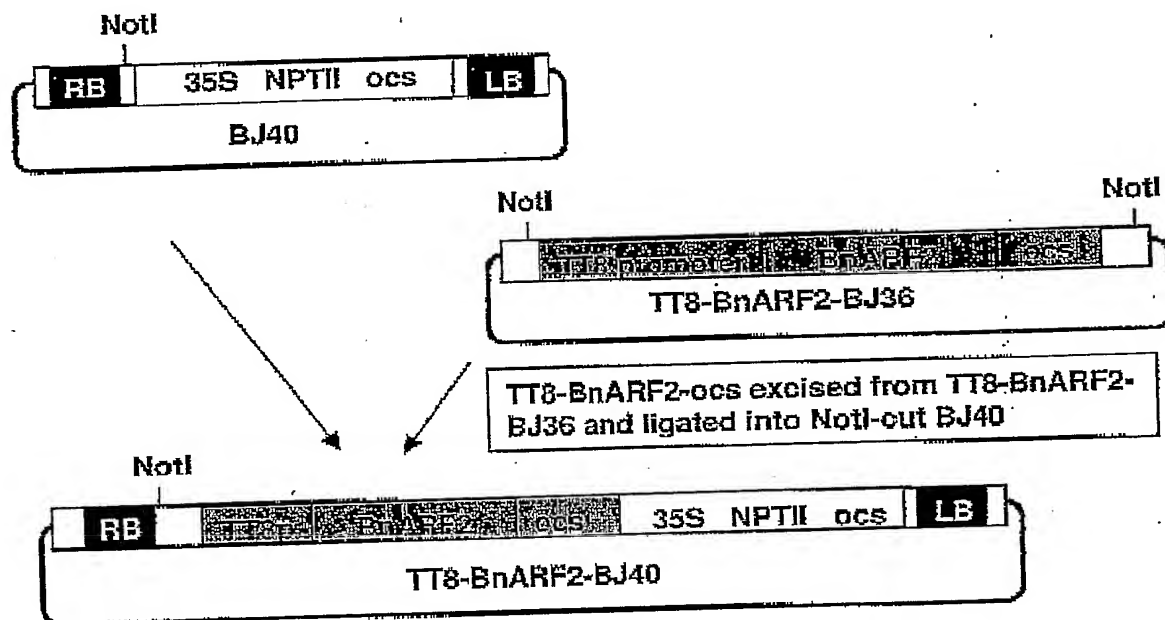 NotI
RB 35S NPTII ocs LB
BJ40
NotI NotI
TT8 promoter BnARF ocs
TT8-BnARF2-BJ36
TT8-BnARF2-ocs excised from TT8-BnARF2-
BJ36 and ligated into NotI-cut BJ40
NotI
RB BnARF2 ocs 35S NPTII ocs LB
TT8-BnARF2-BJ40